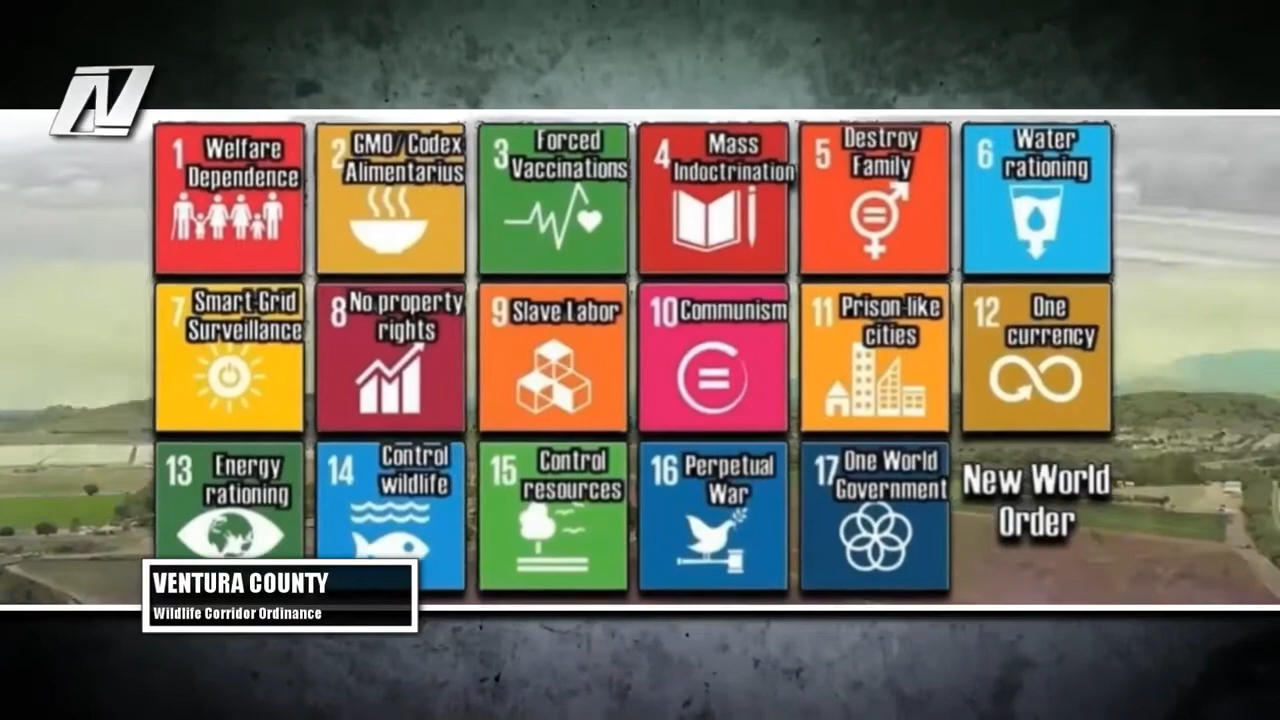 1 Welfare
Dependence
2 GMO/Codex
Alimentarius
3 Forced
Vaccinations
4 Mass
Indoctrination
5 Destroy
Family
6 Water
rationing
7 Smart-Grid
Surveillance
8 No property
rights
9 Slave Labor
10 Communism
11 Prison-like
cities
12 One
currency
13 Energy
rationing
14 Control
wildlife
15 Control
resources
16 Perpetual
War
17 One World
Government
New World
Order
VENTURA COUNTY
Wildlife Corridor Ordinance